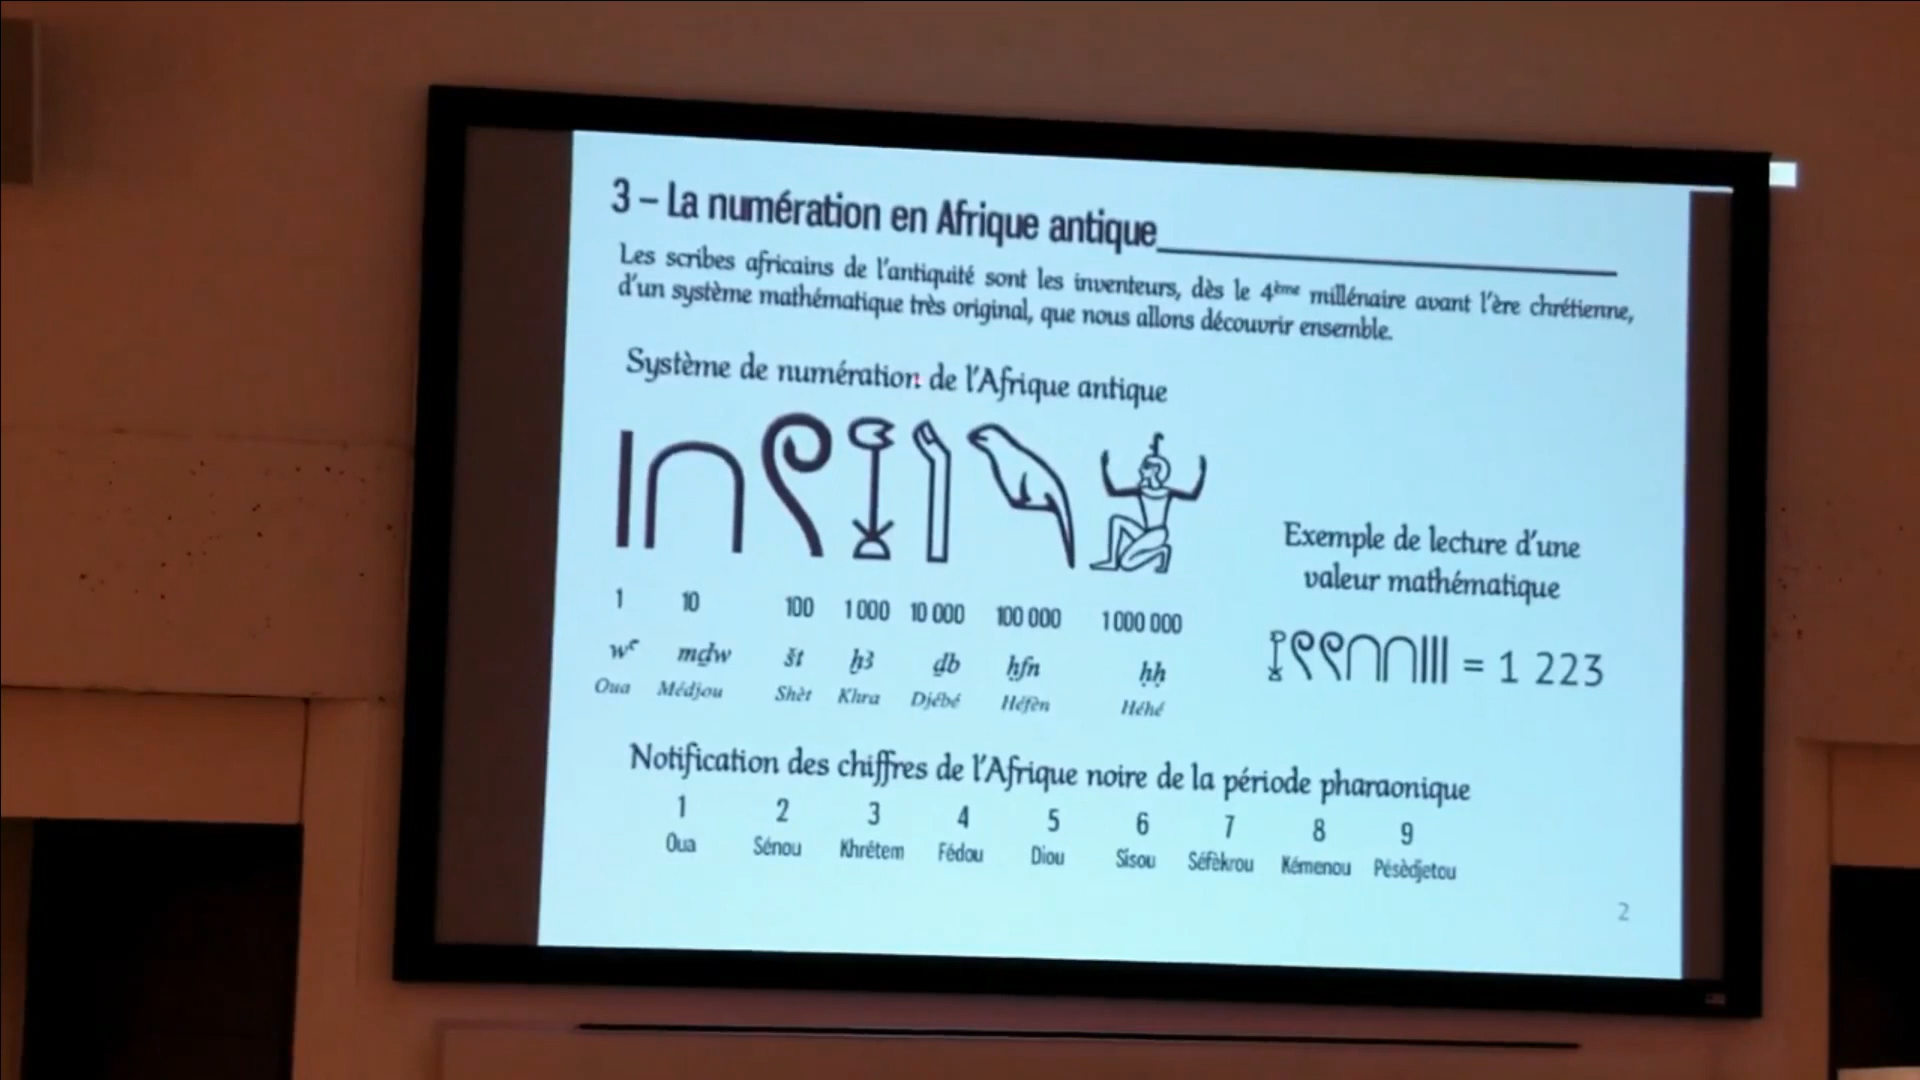 3 – La numération en Afrique antique
Les scribes africains de l'antiquité sont les inventeurs, dès le 4ème millénaire avant l'ère chrétienne,
d'un système mathématique très original, que nous allons découvrir ensemble.
Système de numération de l'Afrique antique
1 10 100 1 000 10 000 100 000 1 000 000
wꜥ mḏw št ḫꜣ ḏb ḥfn ḥḥ
Oua Médjou Shèt Khra Djébé Héfèn Héhé
Exemple de lecture d'une
valeur mathématique
𓆼𓍢𓍢𓎆𓎆𓏺𓏺𓏺 = 1 223
Notification des chiffres de l'Afrique noire de la période pharaonique
1 2 3 4 5 6 7 8 9
Oua Sénou Khrétem Fédou Diou Sisou Séfèkrou Kémenou Pésèdjetou
2